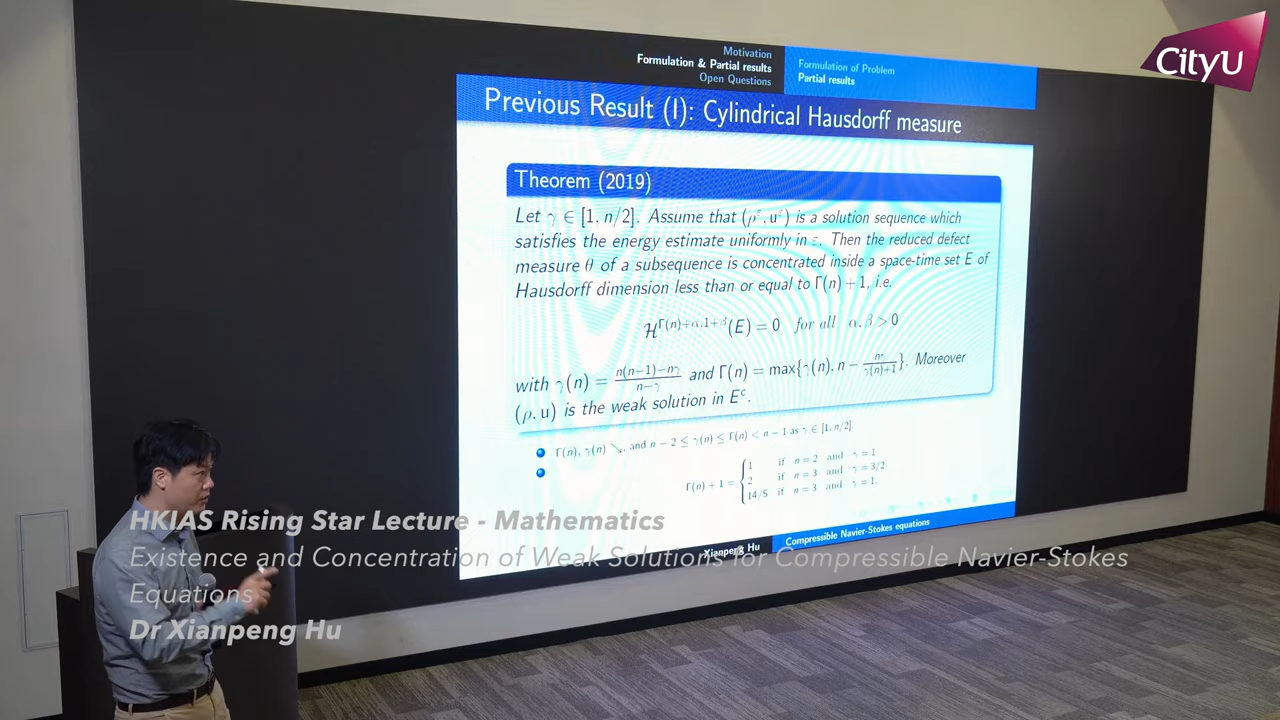 CityU
Motivation
Formulation & Partial results
Open Questions
Formulation of Problem
Partial results
Previous Result (I): Cylindrical Hausdorff measure
Theorem (2019)
Let γ ∈ [1, n/2]. Assume that (ρ^ε, u^ε) is a solution sequence which
satisfies the energy estimate uniformly in ε. Then the reduced defect
measure θ of a subsequence is concentrated inside a space-time set E of
Hausdorff dimension less than or equal to Γ(n) + 1, i.e.
ℋ^{Γ(n)+α,1+β}(E) = 0 for all α, β > 0
with γ(n) = \frac{n(n−1)−nγ}{n−γ} and Γ(n) = max{γ(n), n − \frac{nγ}{γ(n)+1}}. Moreover
(ρ, u) is the weak solution in E^c.
Γ(n), γ(n) ↘, and n − 2 ≤ γ(n) ≤ Γ(n) < n − 1 as γ ∈ [1, n/2].
Γ(n) + 1 = { 1 if n = 2 and γ = 1
2 if n = 3 and γ = 3/2
14/5 if n = 3 and γ = 1.
Xianpeng Hu
Compressible Navier-Stokes equations
HKIAS Rising Star Lecture - Mathematics
Existence and Concentration of Weak Solutions for Compressible Navier-Stokes
Equations
Dr Xianpeng Hu